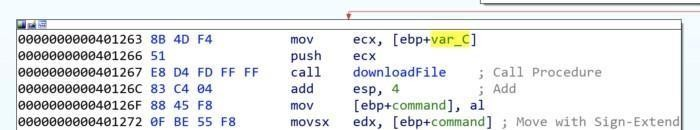 0000000000401263 8B 4D F4 mov ecx, [ebp+var_C]
0000000000401266 51 push ecx
0000000000401267 E8 D4 FD FF FF call downloadFile ; Call Procedure
000000000040126C 83 C4 04 add esp, 4 ; Add
000000000040126F 88 45 F8 mov [ebp+command], al
0000000000401272 0F BE 55 F8 movsx edx, [ebp+command] ; Move with Sign-Extend